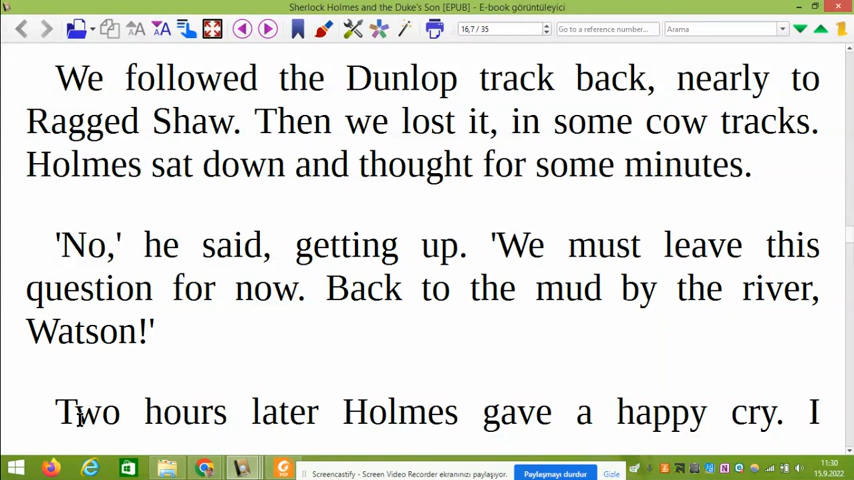 Sherlock Holmes and the Duke's Son [EPUB] - E-book görüntüleyici
16,7 / 35
Go to a reference number...
Arama
We followed the Dunlop track back, nearly to
Ragged Shaw. Then we lost it, in some cow tracks.
Holmes sat down and thought for some minutes.
'No,' he said, getting up. 'We must leave this
question for now. Back to the mud by the river,
Watson!'
Two hours later Holmes gave a happy cry. I
Screencastify - Screen Video Recorder ekranınızı paylaşıyor.
Paylaşmayı durdur
Gizle
11:30
15.9.2022